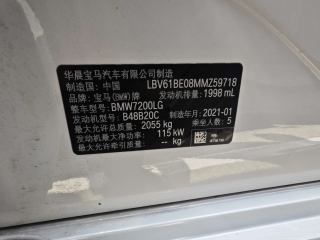 华晨宝马汽车有限公司制造
制造国：中国 LBV61BE08MMZ59718
品牌：宝马(BMW)牌 发动机排量：1998 mL
整车型号：BMW7200LG
发动机型号：B48B20C 制造年月：2021-01
最大允许总质量：2055 kg 乘坐人数：5
发动机最大净功率：115 kW
最大允许牵引质量：-- kg